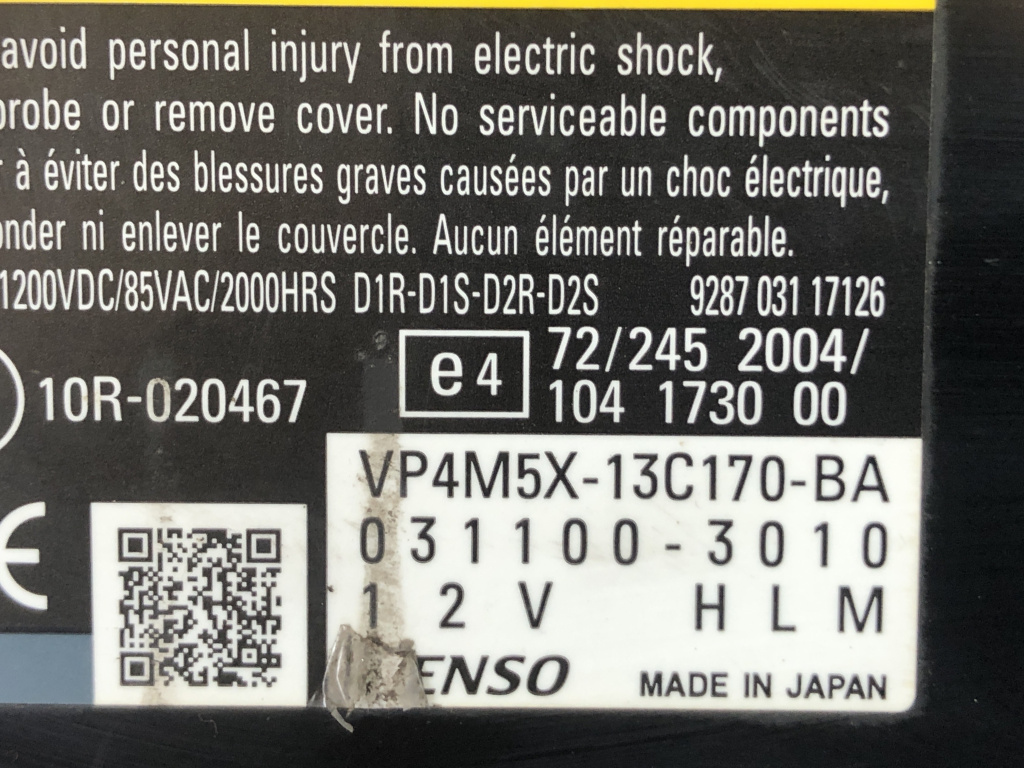 avoid personal injury from electric shock,
probe or remove cover. No serviceable components
à éviter des blessures graves causées par un choc électrique,
onder ni enlever le couvercle. Aucun élément réparable.
1200VDC/85VAC/2000HRS D1R-D1S-D2R-D2S 9287 031 17126
e4 72/245 2004/
104 1730 00
10R-020467
VP4M5X-13C170-BA
031100-3010
12V HLM
CE
ENSO MADE IN JAPAN